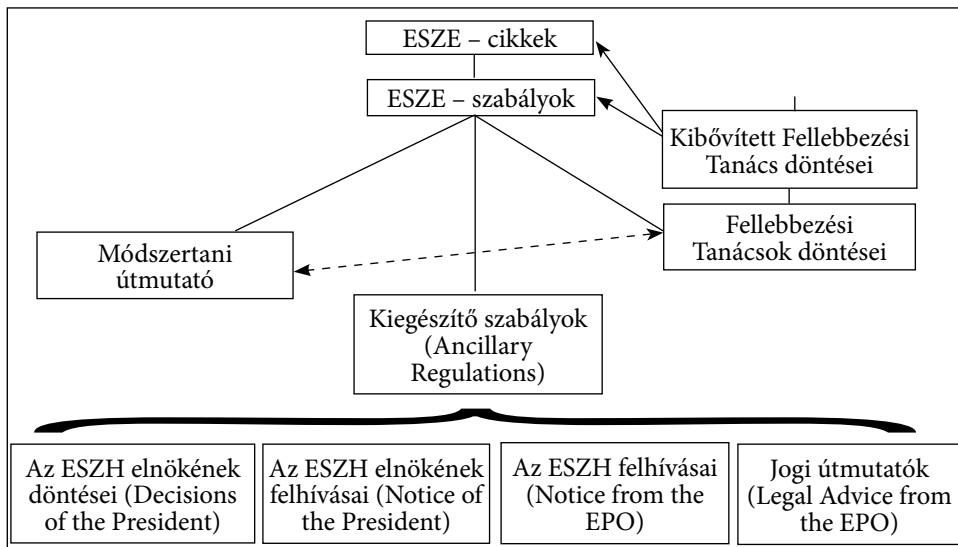 ESZE – cikkek
ESZE – szabályok
Kibővített Fellebbezési
Tanács döntései
Fellebbezési
Tanácsok döntései
Módszertani
útmutató
Kiegészítő szabályok
(Ancillary
Regulations)
Az ESZH elnökének
döntései (Decisions
of the President)
Az ESZH elnökének
felhívásai (Notice of
the President)
Az ESZH felhívásai
(Notice from the
EPO)
Jogi útmutatók
(Legal Advice from
the EPO)